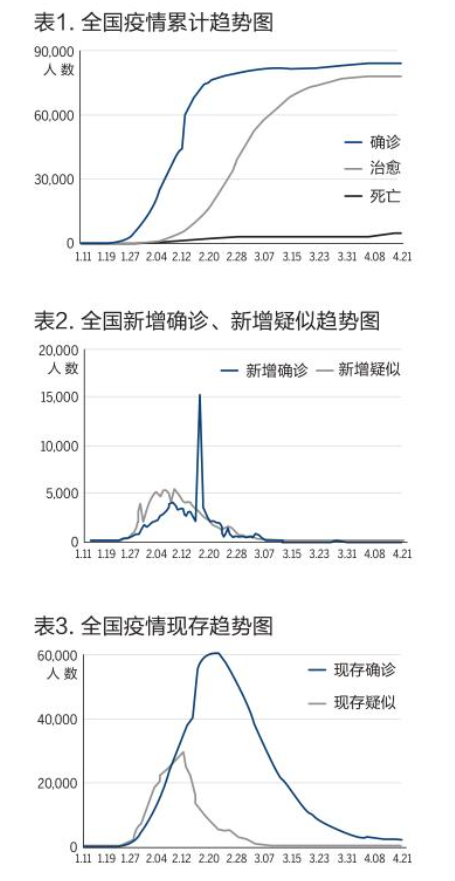 表1. 全国疫情累计趋势图
90,000
人 数
60,000
确诊
治愈
30,000
死亡
0
1.11 1.19 1.27 2.04 2.12 2.20 2.28 3.07 3.15 3.23 3.31 4.08 4.21
表2. 全国新增确诊、新增疑似趋势图
20,000
人 数
新增确诊 新增疑似
15,000
10,000
5,000
0
1.11 1.19 1.27 2.04 2.12 2.20 2.28 3.07 3.15 3.23 3.31 4.08 4.21
表3. 全国疫情现存趋势图
60,000
人 数
现存确诊
现存疑似
40,000
20,000
0
1.11 1.19 1.27 2.04 2.12 2.20 2.28 3.07 3.15 3.23 3.31 4.08 4.21